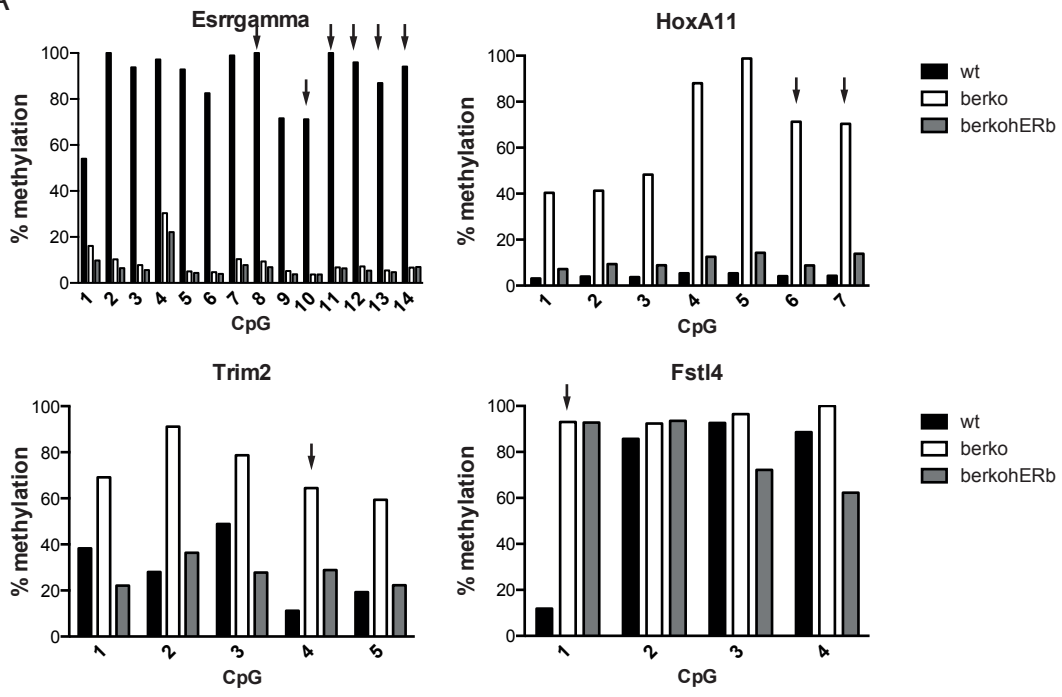 A
Esrrgamma
% methylation
100
80
60
40
20
0
1 2 3 4 5 6 7 8 9 10 11 12 13 14
CpG
HoxA11
% methylation
100
80
60
40
20
0
1 2 3 4 5 6 7
CpG
wt
berko
berkohERb
Trim2
% methylation
100
80
60
40
20
0
1 2 3 4 5
CpG
Fstl4
% methylation
100
80
60
40
20
0
1 2 3 4
CpG
wt
berko
berkohERb